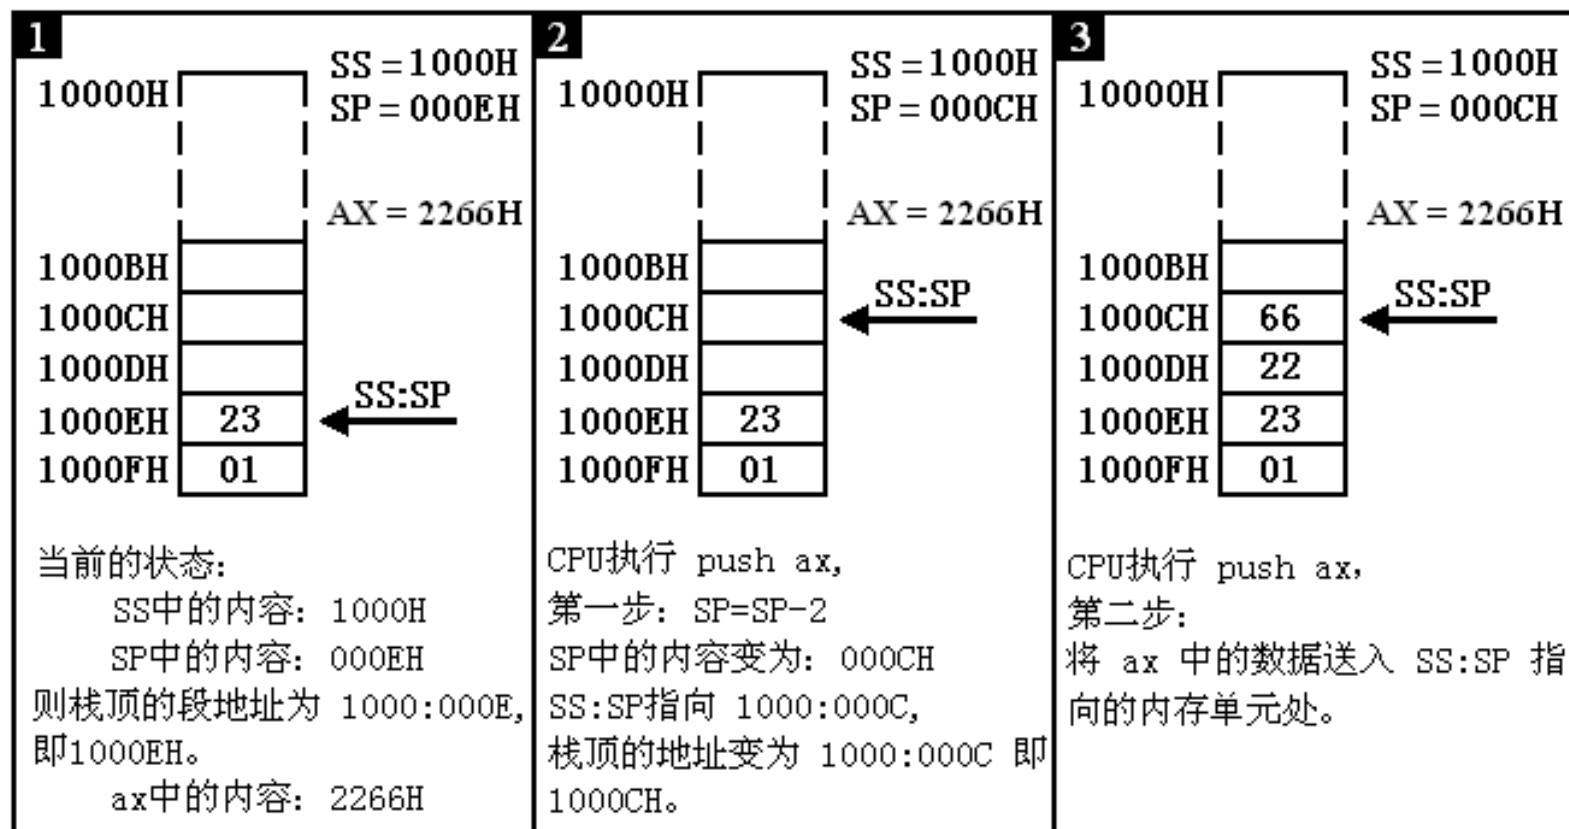 1
SS=1000H
10000H
SP=000EH
AX = 2266H
1000BH
1000CH
1000DH
SS:SP
1000EH 23
1000FH 01
当前的状态:
SS中的内容: 1000H
SP中的内容: 000EH
则栈顶的段地址为 1000:000E,
即1000EH。
ax中的内容: 2266H
2
SS=1000H
10000H
SP=000CH
AX = 2266H
1000BH
SS:SP
1000CH
1000DH
1000EH 23
1000FH 01
CPU执行 push ax,
第一步: SP=SP-2
SP中的内容变为: 000CH
SS:SP指向 1000:000C,
栈顶的地址变为 1000:000C 即
1000CH。
3
SS=1000H
10000H
SP=000CH
AX = 2266H
1000BH
SS:SP
1000CH 66
1000DH 22
1000EH 23
1000FH 01
CPU执行 push ax,
第二步:
将 ax 中的数据送入 SS:SP 指
向的内存单元处。